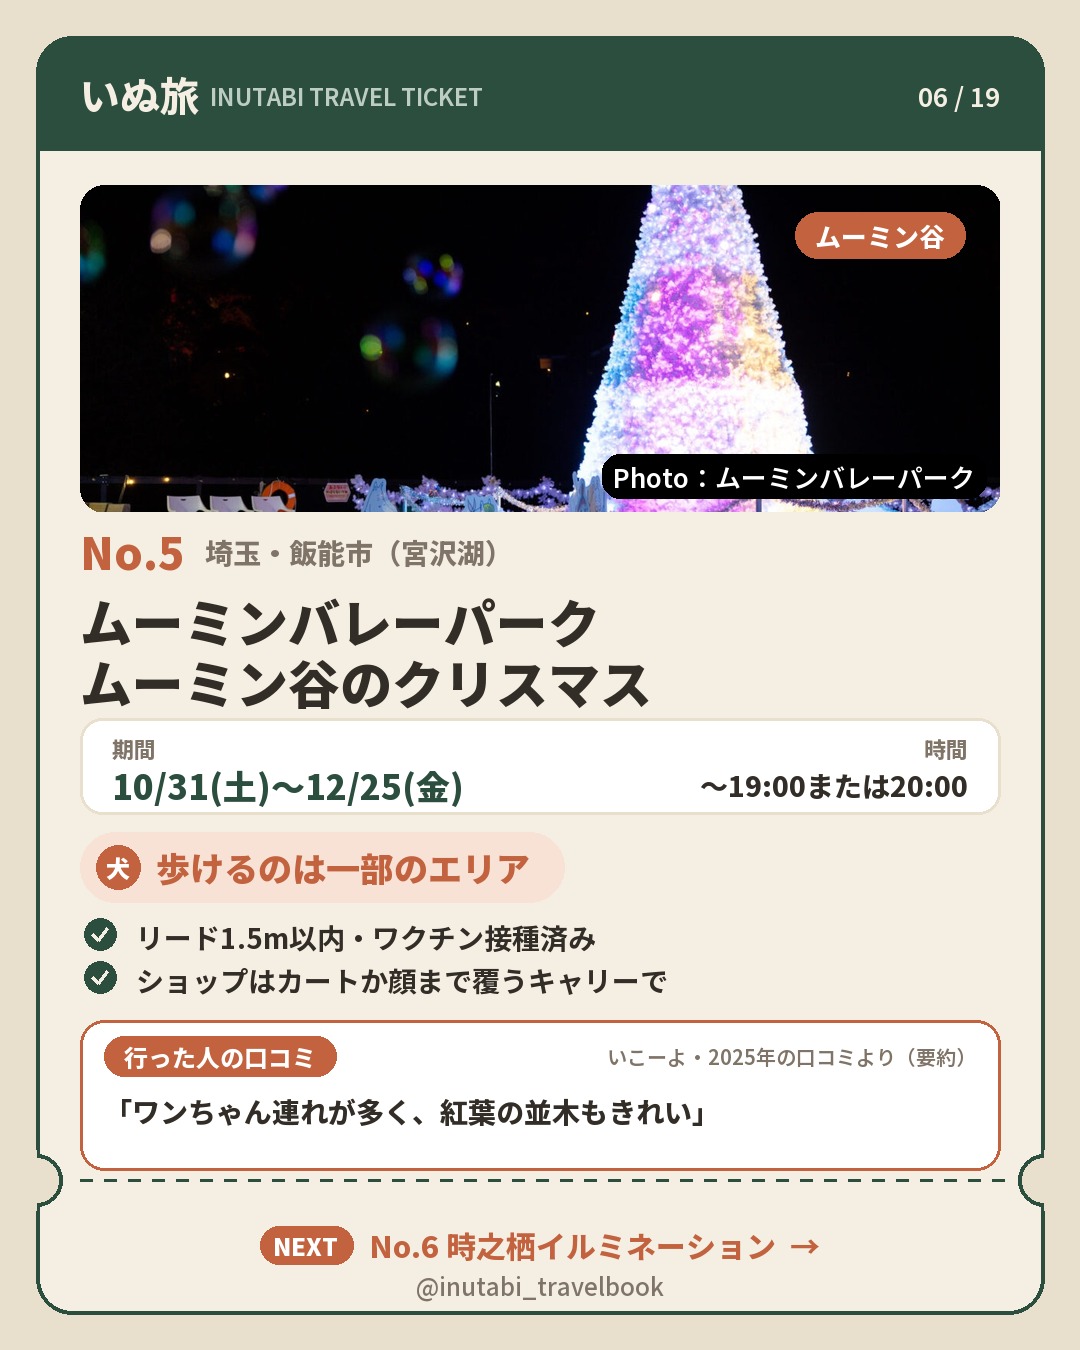 いぬ旅 INUTABI TRAVEL TICKET
06 / 19
ムーミン谷
Photo：ムーミンバレーパーク
No.5 埼玉・飯能市（宮沢湖）
ムーミンバレーパーク
ムーミン谷のクリスマス
期間
10/31(土)〜12/25(金)
時間
〜19:00または20:00
犬 歩けるのは一部のエリア
リード1.5m以内・ワクチン接種済み
ショップはカートか顔まで覆うキャリーで
行った人の口コミ
いこーよ・2025年の口コミより（要約）
「ワンちゃん連れが多く、紅葉の並木もきれい」
NEXT No.6 時之栖イルミネーション →
@inutabi_travelbook